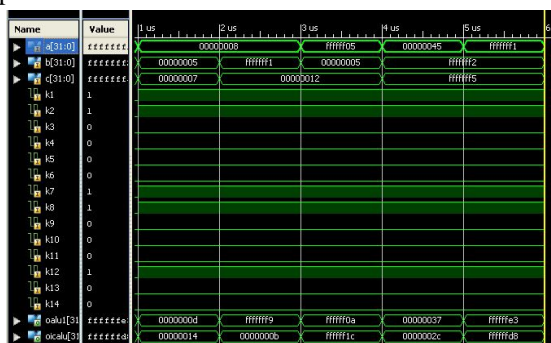 Name Value 1 us 2 us 3 us 4 us 5 us 6
a[31:0] fffffff 00000008 ffffff05 00000045 fffffff1
b[31:0] fffffff 00000005 fffffff1 00000005 fffffff2
c[31:0] fffffff 00000007 00000012 fffffff5
k1 1
k2 1
k3 0
k4 0
k5 0
k6 0
k7 1
k8 1
k9 0
k10 0
k11 0
k12 1
k13 0
k14 0
oalu1[31 ffffffe 0000000d fffffff9 ffffff0a 00000037 ffffffe3
oicalu[31 ffffffd 00000014 0000000b ffffff1c 0000002c ffffffd8